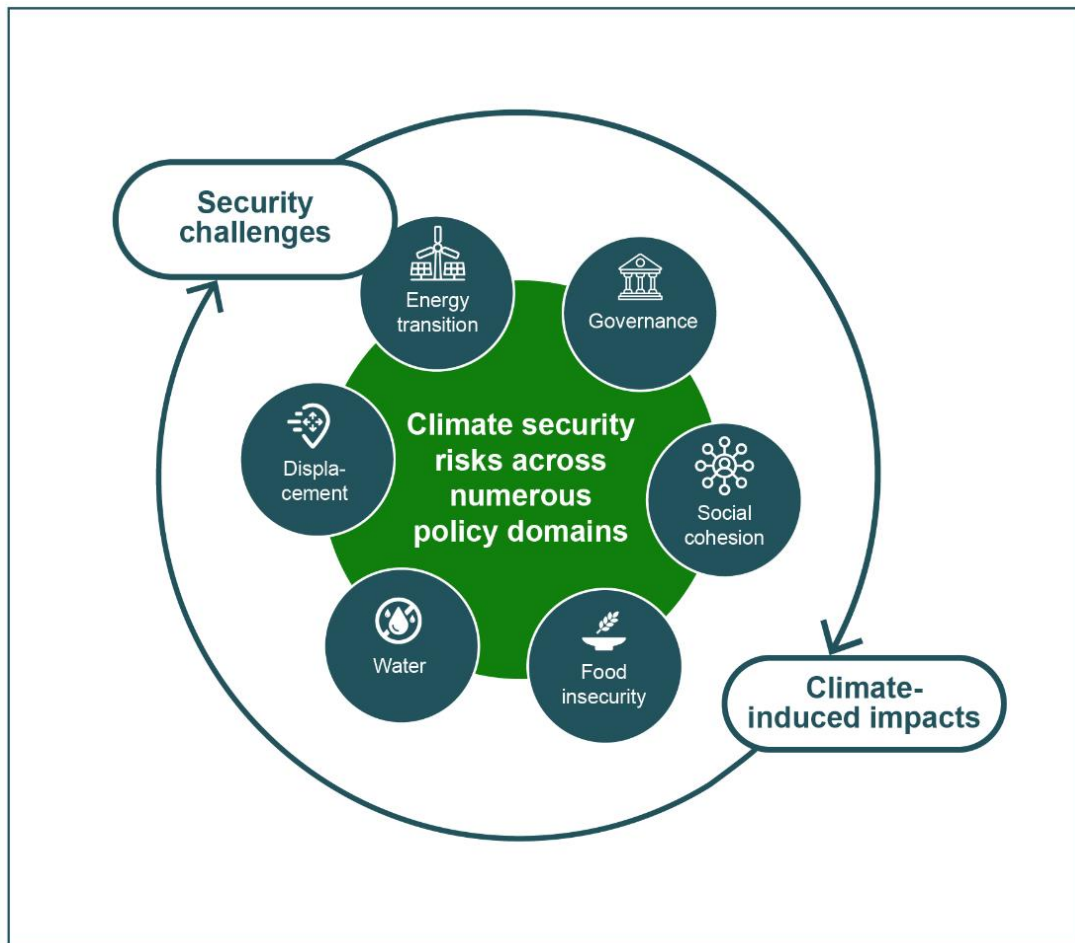 Security
challenges
Energy
transition
Governance
Displa-
cement
Climate security
risks across
numerous
policy domains
Social
cohesion
Water
Food
insecurity
Climate-
induced impacts